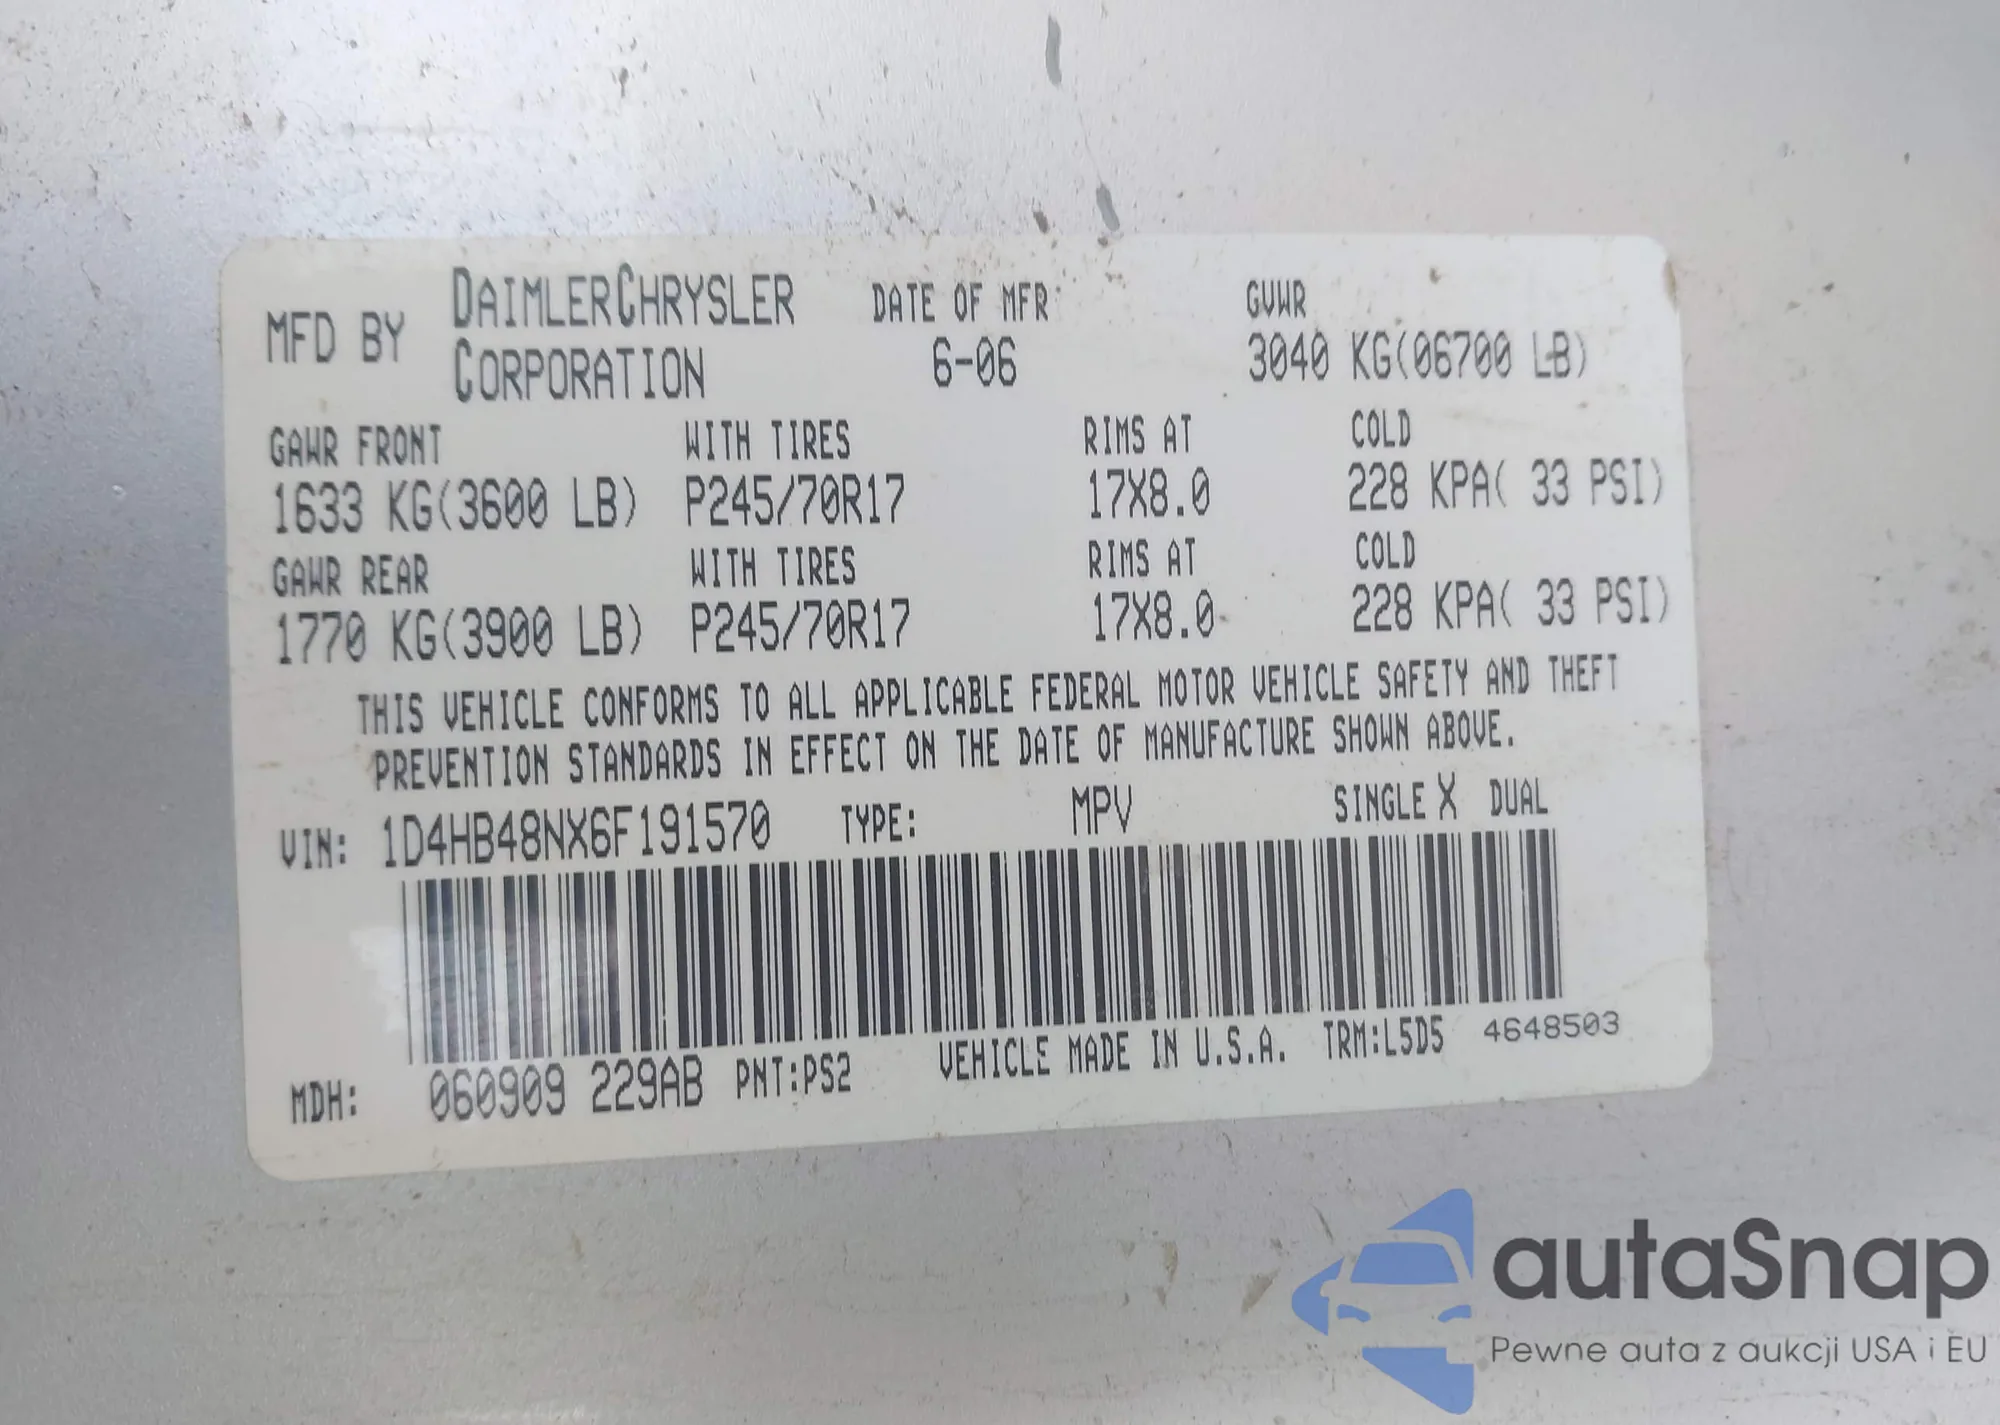 MFD BY DAIMLERCHRYSLER CORPORATION DATE OF MFR 6-06 GVWR 3040 KG(06700 LB)
GAWR FRONT WITH TIRES RIMS AT COLD
1633 KG(3600 LB) P245/70R17 17X8.0 228 KPA( 33 PSI)
GAWR REAR WITH TIRES RIMS AT COLD
1770 KG(3900 LB) P245/70R17 17X8.0 228 KPA( 33 PSI)
THIS VEHICLE CONFORMS TO ALL APPLICABLE FEDERAL MOTOR VEHICLE SAFETY AND THEFT
PREVENTION STANDARDS IN EFFECT ON THE DATE OF MANUFACTURE SHOWN ABOVE.
VIN: 1D4HB48NX6F191570 TYPE: MPV SINGLE X DUAL
MDH: 060909 229AB PNT:PS2 VEHICLE MADE IN U.S.A. TRM:L5D5 4648503
autaSnap
Pewne auta z aukcji USA i EU